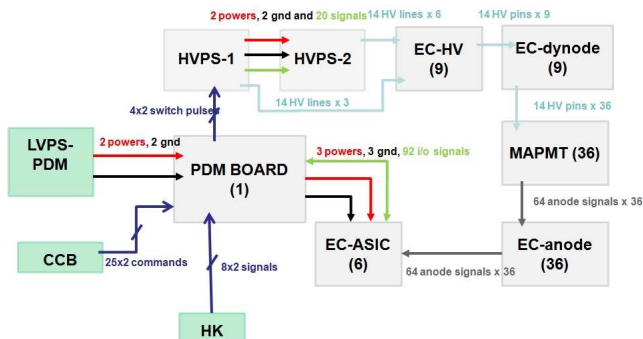 2 powers, 2 gnd and 20 signals
14 HV lines x 6
14 HV pins x 9
HVPS-1
HVPS-2
EC-HV
(9)
EC-dynode
(9)
14 HV lines x 3
4x2 switch pulse
14 HV pins x 36
LVPS-
PDM
2 powers, 2 gnd
PDM BOARD
(1)
3 powers, 3 gnd, 92 i/o signals
MAPMT (36)
64 anode signals x 36
EC-ASIC
(6)
EC-anode
(36)
CCB
25x2 commands
8x2 signals
64 anode signals x 36
HK